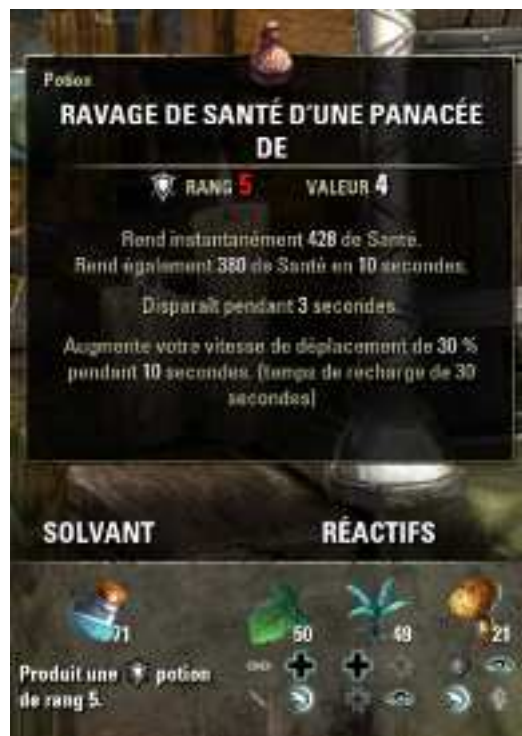 Potion
RAVAGE DE SANTÉ D'UNE PANACÉE
DE
RANG 5 VALEUR 4
Rend instantanément 428 de Santé.
Rend également 380 de Santé en 10 secondes.
Disparaît pendant 3 secondes
Augmente votre vitesse de déplacement de 30 %
pendant 10 secondes. (temps de recharge de 30
secondes)
SOLVANT RÉACTIFS
71 50 49 21
Produit une potion
de rang 5.